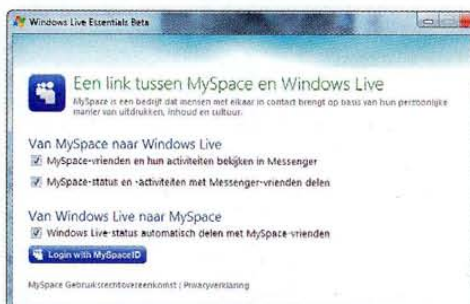 Windows Live Essentials Beta
Een link tussen MySpace en Windows Live
MySpace is een bedrijf dat mensen met elkaar in contact brengt op basis van hun persoonlijke
manier van uitdrukken, inhoud en cultuur.
Van MySpace naar Windows Live
MySpace-vrienden en hun activiteiten bekijken in Messenger
MySpace-status en -activiteiten met Messenger-vrienden delen
Van Windows Live naar MySpace
Windows Live-status automatisch delen met MySpace-vrienden
Login with MySpaceID
MySpace Gebruiksrechtovereenkomst | Privacyverklaring